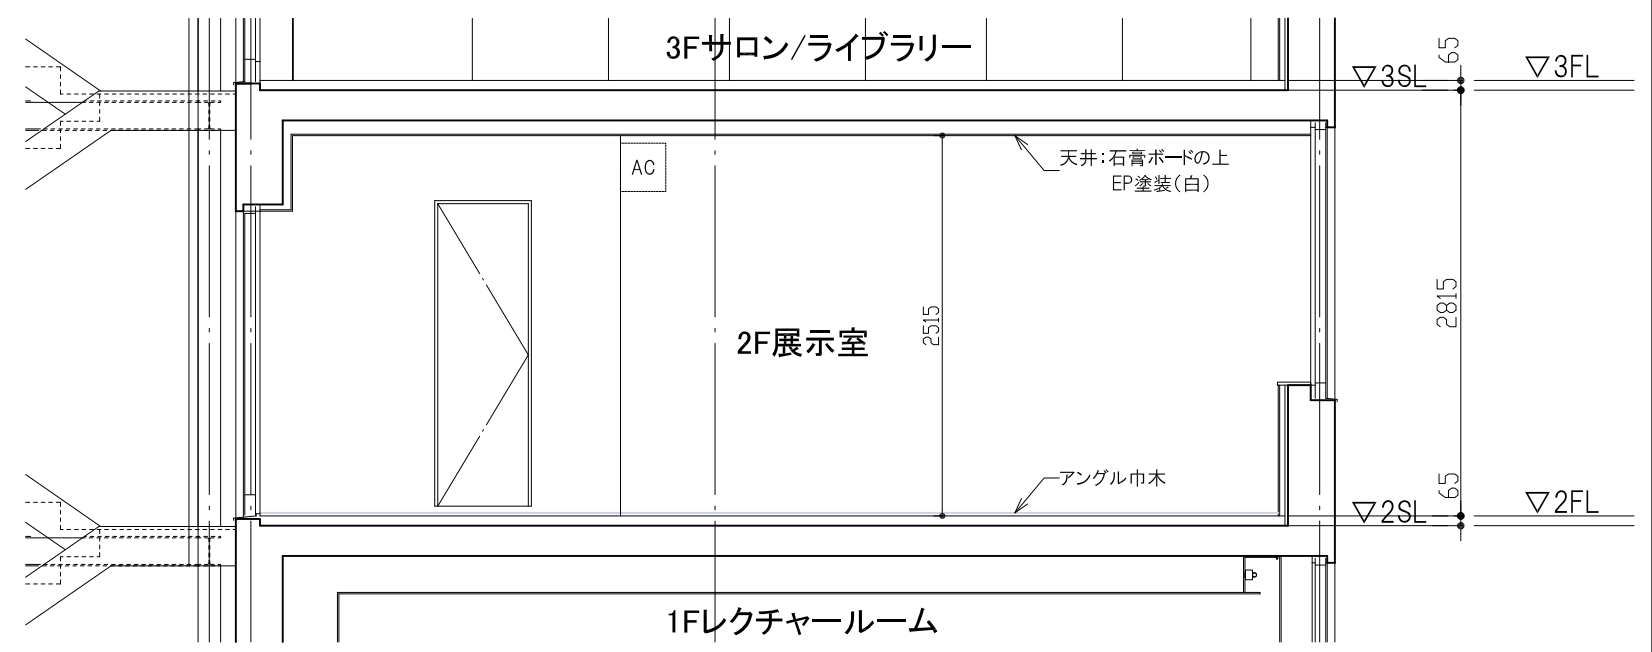 3Fサロン/ライブラリー
65
▽3SL
▽3FL
天井：石膏ボードの上
EP塗装（白）
AC
2815
2515
2F展示室
アングル巾木
65
▽2SL
▽2FL
1Fレクチャールーム